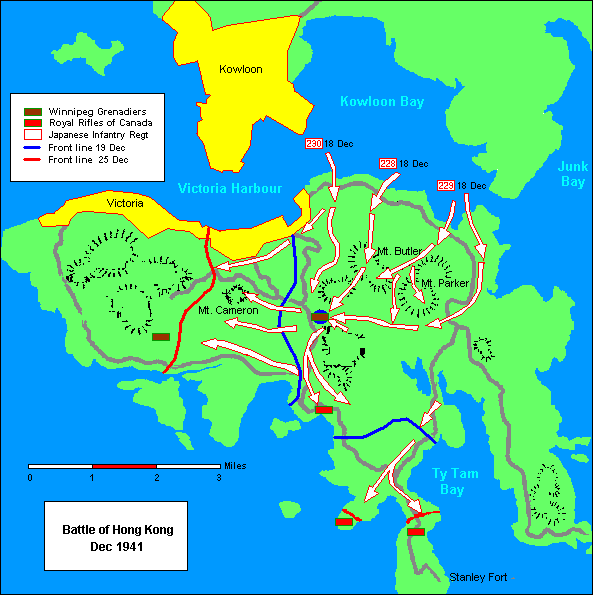 Kowloon
Kowloon Bay
Winnipeg Grenadiers
Royal Rifles of Canada
Japanese Infantry Regt
Front line 19 Dec
Front line 25 Dec
230 18 Dec
228 18 Dec
229 18 Dec
Junk
Bay
Victoria Harbour
Victoria
Mt. Butler
Mt. Parker
Mt. Cameron
Miles
0 1 2 3
Ty Tam
Bay
Battle of Hong Kong
Dec 1941
Stanley Fort